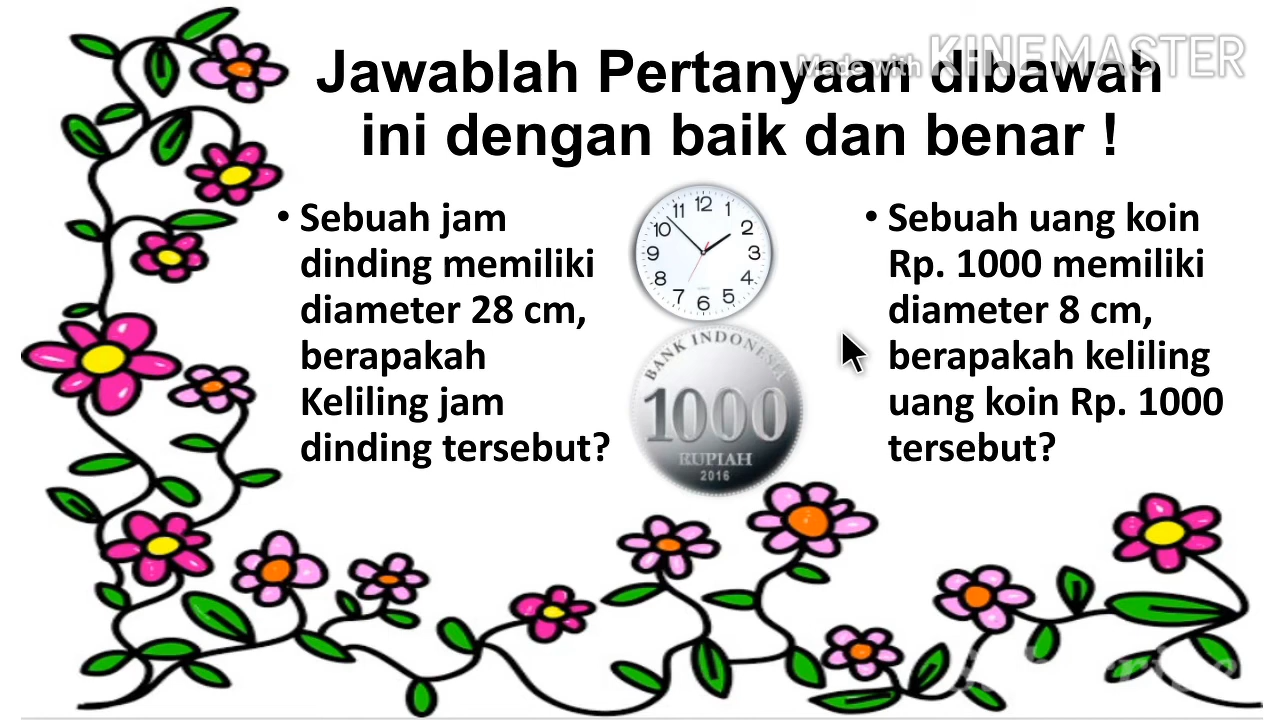 Jawablah Pertanyaan dibawah
ini dengan baik dan benar !
Made with KINEMASTER
• Sebuah jam
dinding memiliki
diameter 28 cm,
berapakah
Keliling jam
dinding tersebut?
12
1
2
3
4
5
6
7
8
9
10
11
BANK INDONESIA
1000
RUPIAH
2016
• Sebuah uang koin
Rp. 1000 memiliki
diameter 8 cm,
berapakah keliling
uang koin Rp. 1000
tersebut?